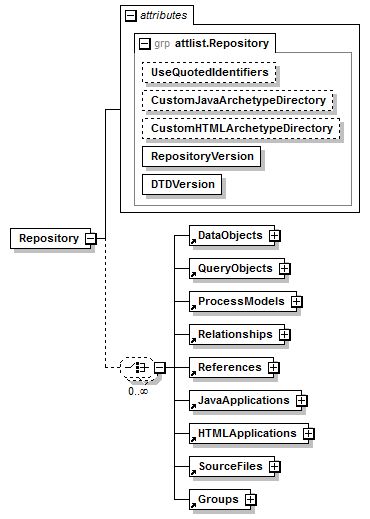 attributes
grp attlist.Repository
UseQuotedIdentifiers
CustomJavaArchetypeDirectory
CustomHTMLArchetypeDirectory
RepositoryVersion
DTDVersion
Repository
DataObjects
QueryObjects
ProcessModels
Relationships
References
0..∞
JavaApplications
HTMLApplications
SourceFiles
Groups